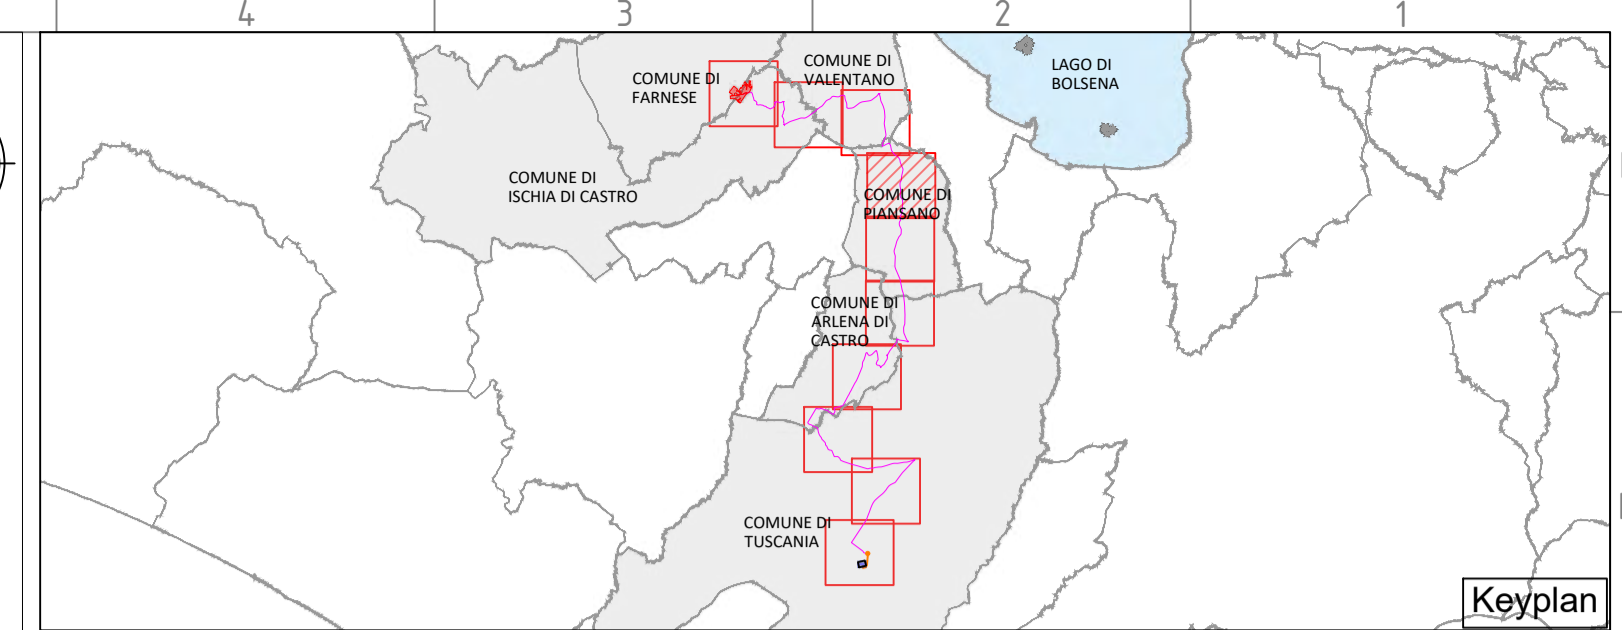 4 3 2 1
COMUNE DI
FARNESE
COMUNE DI
VALENTANO
LAGO DI
BOLSENA
COMUNE DI
ISCHIA DI CASTRO
COMUNE DI
PIANSANO
COMUNE DI
ARLENA DI
CASTRO
COMUNE DI
TUSCANIA
Keyplan